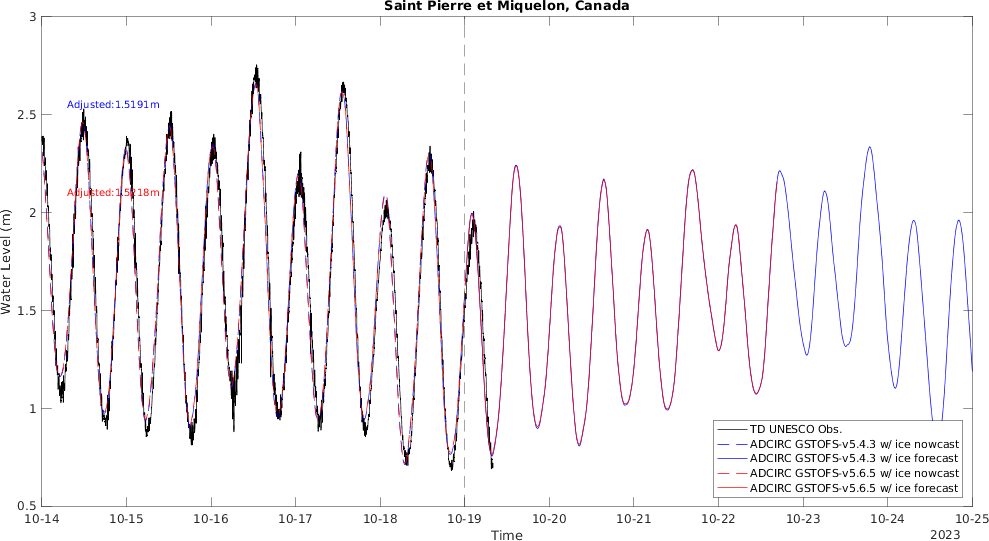 Saint Pierre et Miquelon, Canada
3
2.5
2
1.5
1
0.5
Water Level (m)
Adjusted:1.5191m
Adjusted:1.5218m
TD UNESCO Obs.
ADCIRC GSTOFS-v5.4.3 w/ ice nowcast
ADCIRC GSTOFS-v5.4.3 w/ ice forecast
ADCIRC GSTOFS-v5.6.5 w/ ice nowcast
ADCIRC GSTOFS-v5.6.5 w/ ice forecast
10-14 10-15 10-16 10-17 10-18 10-19 10-20 10-21 10-22 10-23 10-24 10-25
Time
2023